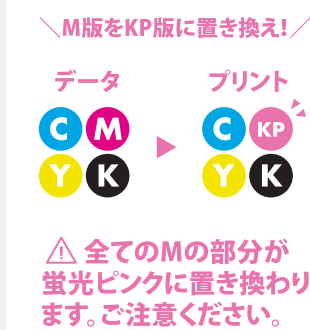 ＼M版をKP版に置き換え!／
データ プリント
C M C KP
Y K Y K
⚠ 全てのMの部分が
蛍光ピンクに置き換わり
ます。ご注意ください。